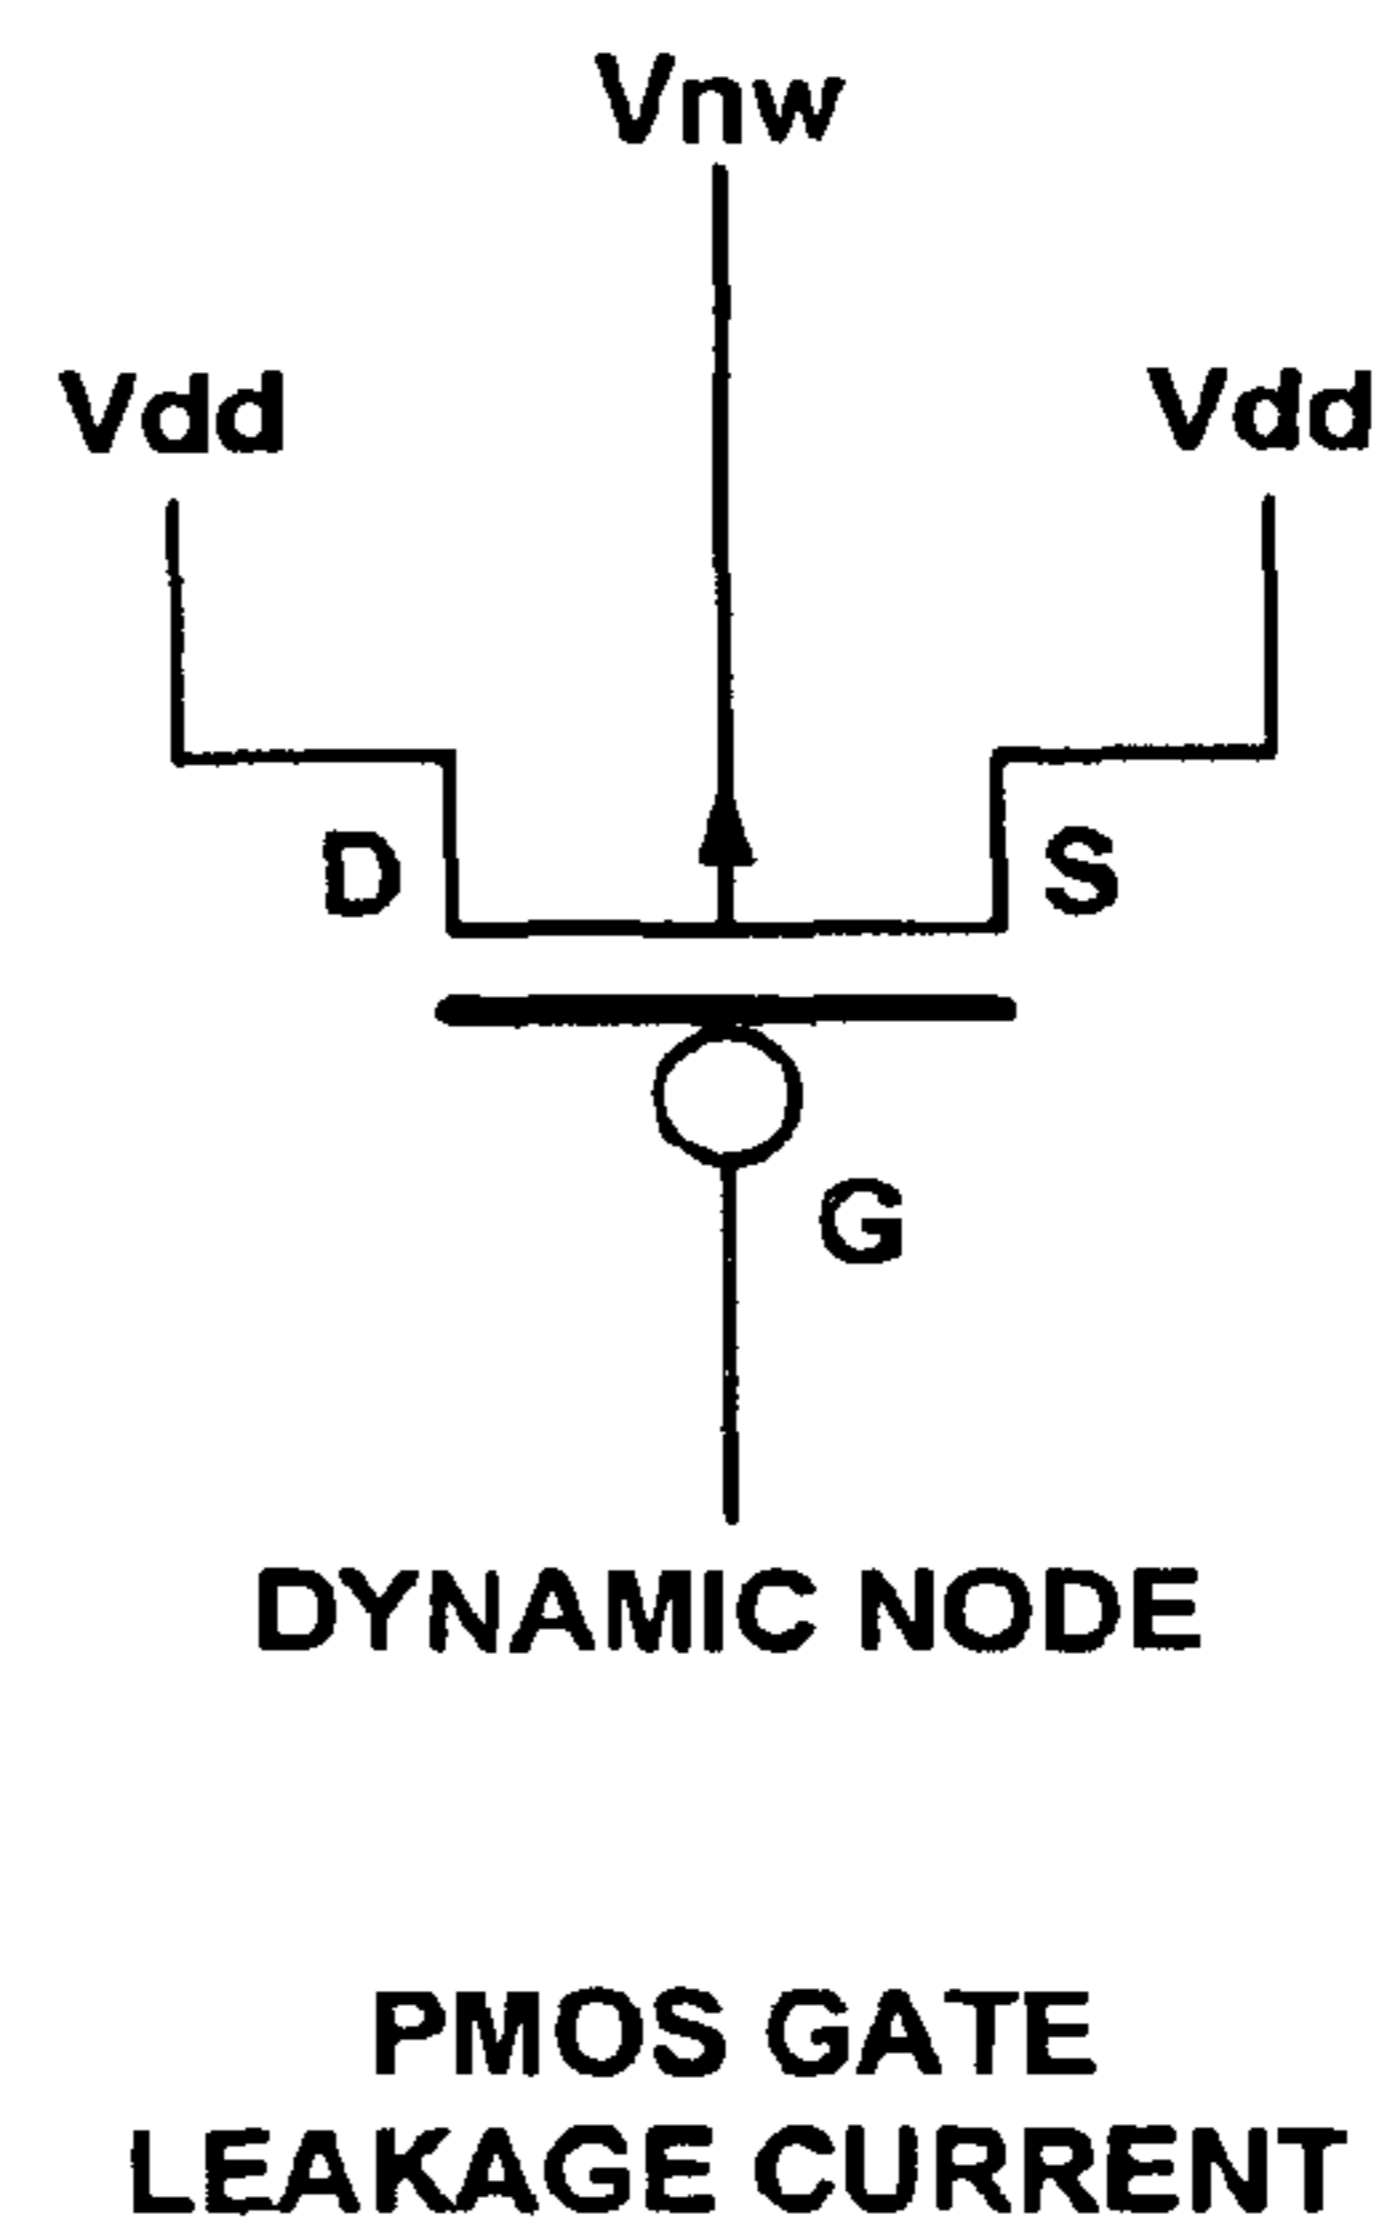 Vnw
Vdd
Vdd
D
S
G
DYNAMIC NODE
PMOS GATE
LEAKAGE CURRENT